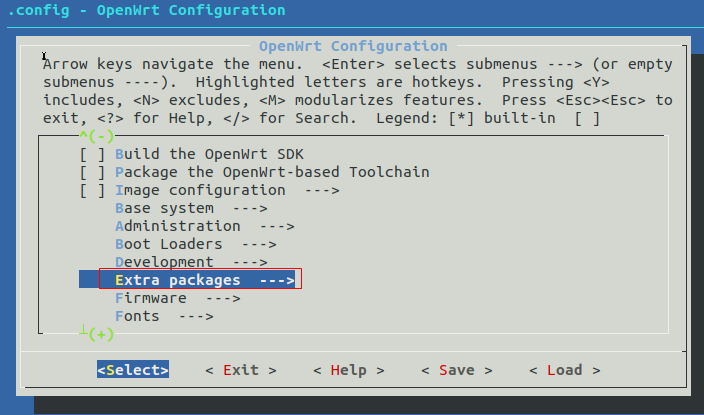 .config - OpenWrt Configuration
OpenWrt Configuration
Arrow keys navigate the menu.  <Enter> selects submenus ---> (or empty
submenus ----).  Highlighted letters are hotkeys.  Pressing <Y>
includes, <N> excludes, <M> modularizes features.  Press <Esc><Esc> to
exit, <?> for Help, </> for Search.  Legend: [*] built-in  [ ]
^(-)
[ ] Build the OpenWrt SDK
[ ] Package the OpenWrt-based Toolchain
[ ] Image configuration  --->
Base system  --->
Administration  --->
Boot Loaders  --->
Development  --->
Extra packages  --->
Firmware  --->
Fonts  --->
(+)
<Select>    < Exit >    < Help >    < Save >    < Load >